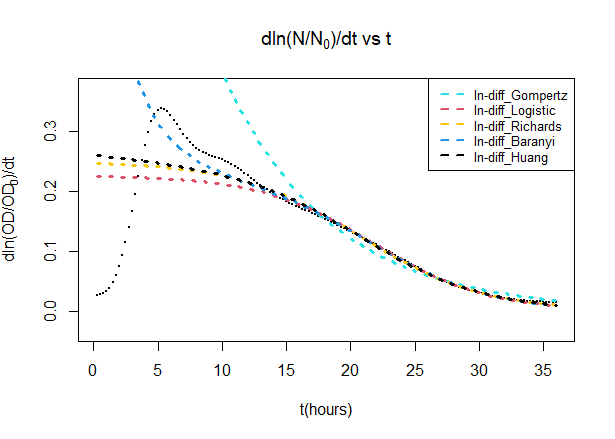 dln(N/N₀)/dt vs t
ln-diff_Gompertz
ln-diff_Logistic
ln-diff_Richards
ln-diff_Baranyi
ln-diff_Huang
dln(OD/OD₀)/dt
0.3
0.2
0.1
0.0
0 5 10 15 20 25 30 35
t(hours)